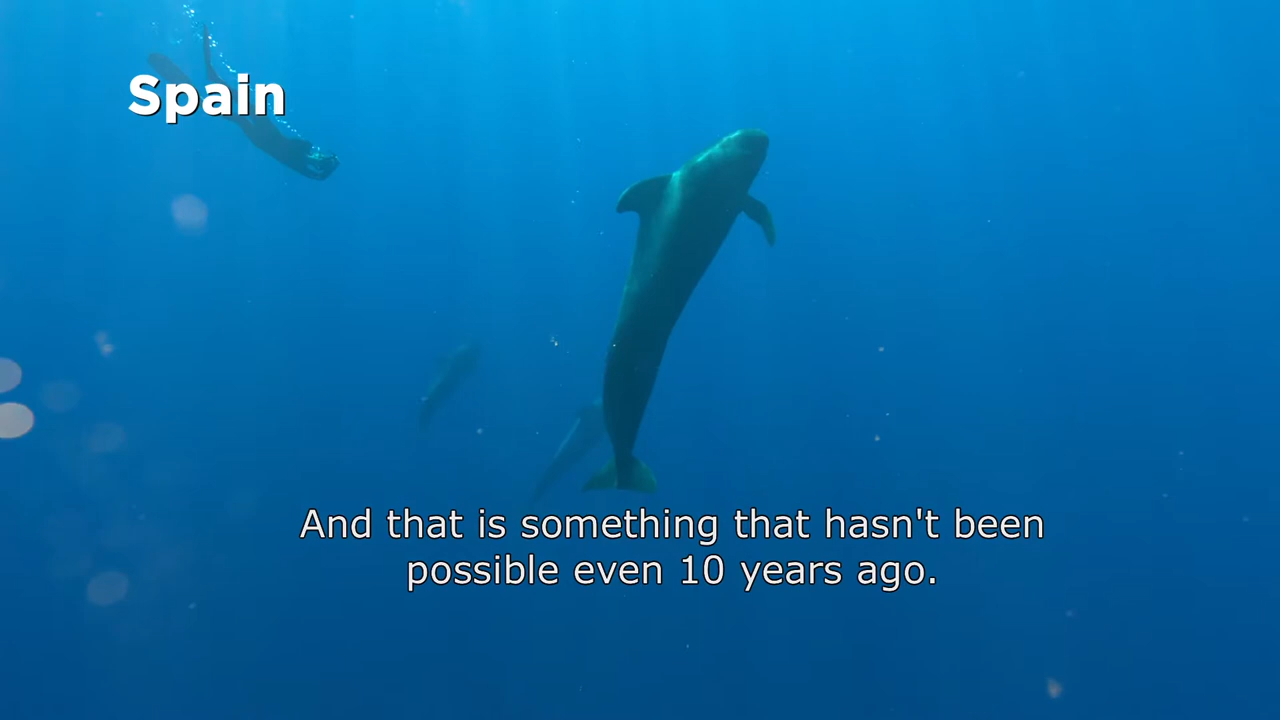 Spain
And that is something that hasn't been
possible even 10 years ago.